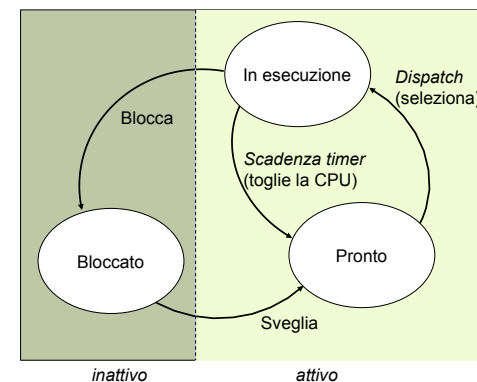 In esecuzione
Dispatch
(seleziona)
Blocca
Scadenza timer
(toglie la CPU)
Bloccato
Pronto
Sveglia
inattivo
attivo